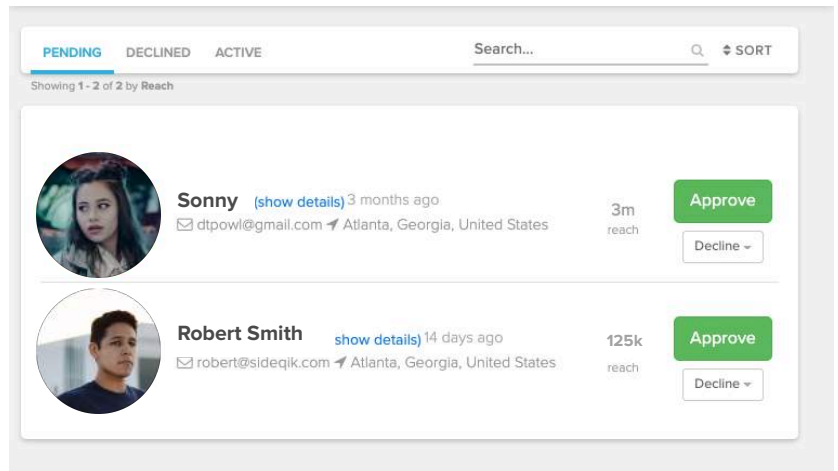 PENDING DECLINED ACTIVE Search... SORT
Showing 1 - 2 of 2 by Reach
Sonny (show details) 3 months ago
dtpowl@gmail.com Atlanta, Georgia, United States
3m
reach
Approve
Decline
Robert Smith show details) 14 days ago
robert@sideqik.com Atlanta, Georgia, United States
125k
reach
Approve
Decline